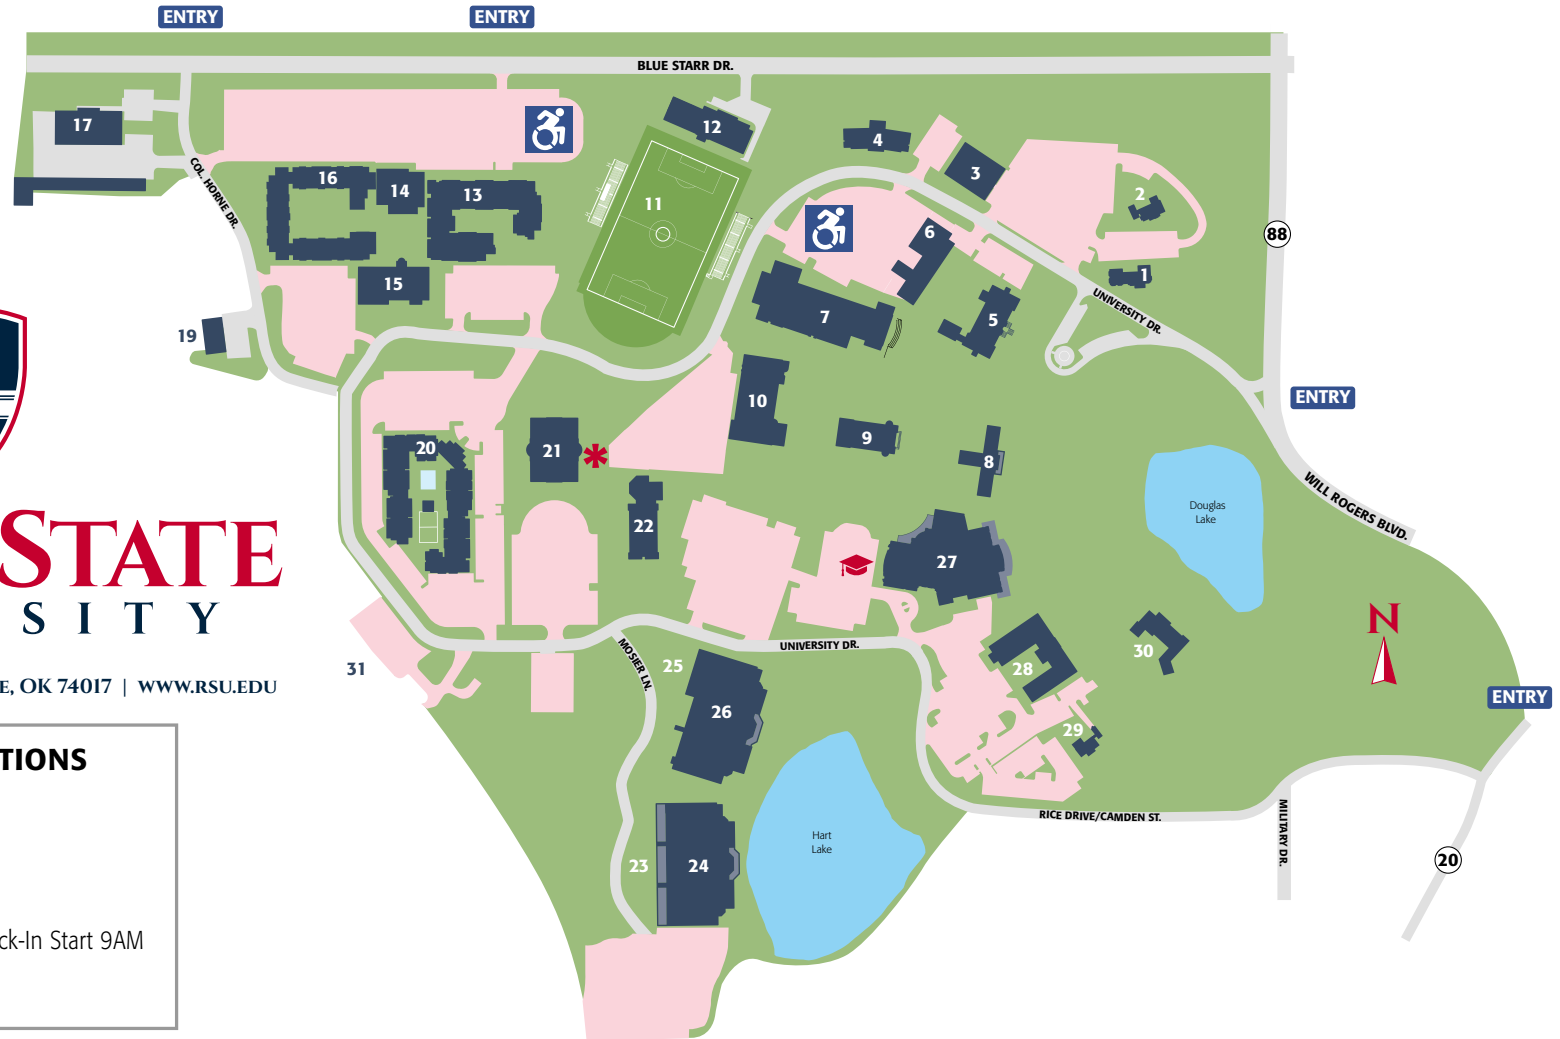 ENTRY
ENTRY
BLUE STARR DR.
17
12
4
3
2
COL. HORNE DR.
16
14
13
11
6
88
1
15
7
5
UNIVERSITY DR.
19
ENTRY
10
9
20
21
*
8
WILL ROGERS BLVD.
Douglas
Lake
22
STATE
27
SITY
N
UNIVERSITY DR.
MOSIER LN.
25
28
30
31
E, OK 74017 | WWW.RSU.EDU
ENTRY
26
29
TIONS
RICE DRIVE/CAMDEN ST.
MILITARY DR.
Hart
Lake
23
24
20
ck-In Start 9AM